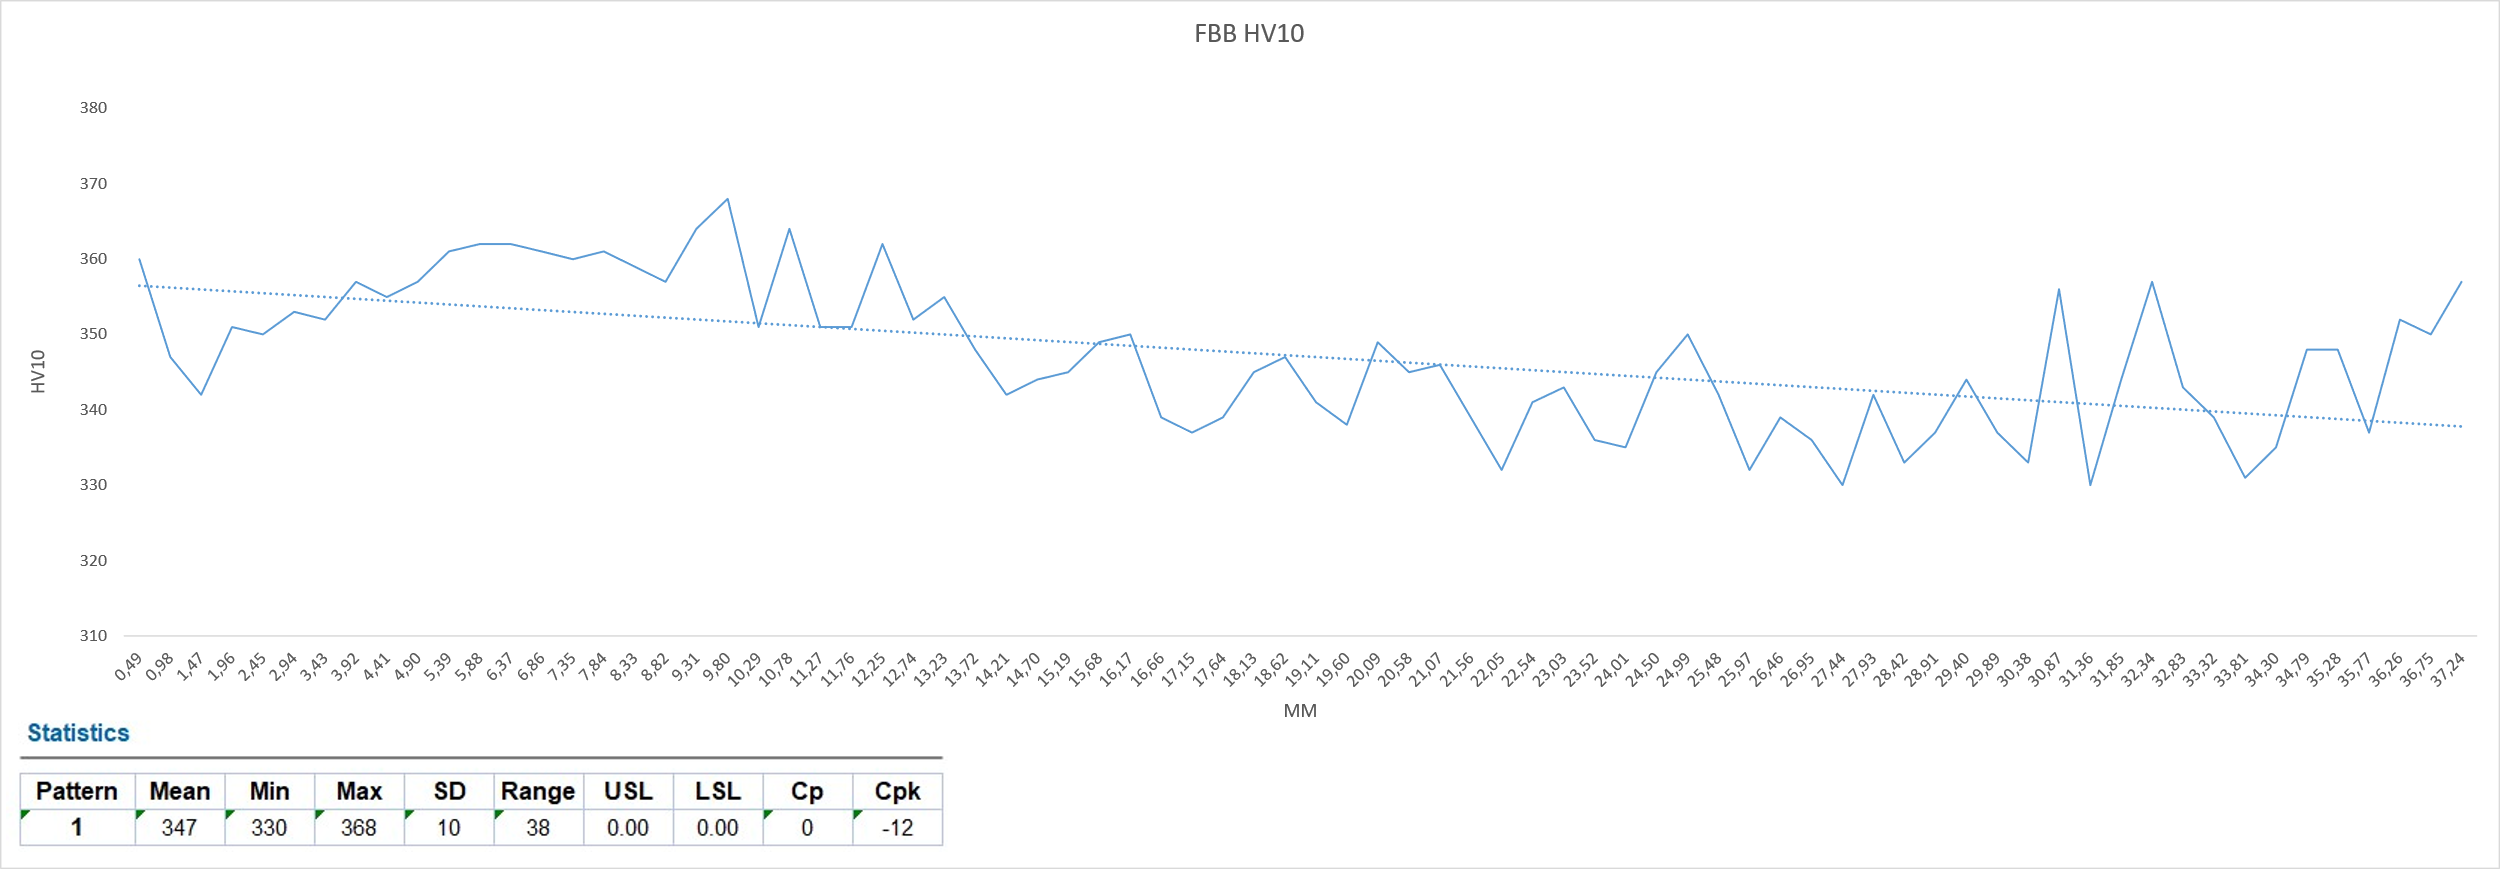 FBB HV10
380
370
360
350
340
330
320
310
HV10
0,49 0,98 1,47 1,96 2,45 2,94 3,43 3,92 4,41 4,90 5,39 5,88 6,37 6,86 7,35 7,84 8,33 8,82 9,31 9,80 10,29 10,78 11,27 11,76 12,25 12,74 13,23 13,72 14,21 14,70 15,19 15,68 16,17 16,66 17,15 17,64 18,13 18,62 19,11 19,60 20,09 20,58 21,07 21,56 22,05 22,54 23,03 23,52 24,01 24,50 24,99 25,48 25,97 26,46 26,95 27,44 27,93 28,42 28,91 29,40 29,89 30,38 30,87 31,36 31,85 32,34 32,83 33,32 33,81 34,30 34,79 35,28 35,77 36,26 36,75 37,24
MM
Statistics
Pattern Mean Min Max SD Range USL LSL Cp Cpk
1 347 330 368 10 38 0.00 0.00 0 -12